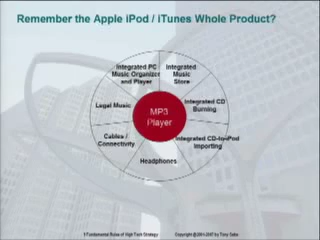 Remember the Apple iPod / iTunes Whole Product?
Integrated PC
Music Organizer
and Player
Integrated
Music
Store
Legal Music
MP3
Player
Integrated CD
Burning
Cables /
Connectivity
Integrated CD-to-iPod
Importing
Headphones
Fundamental Rules of High Tech Strategy
Copyright @2001-2007 by Tony Seba